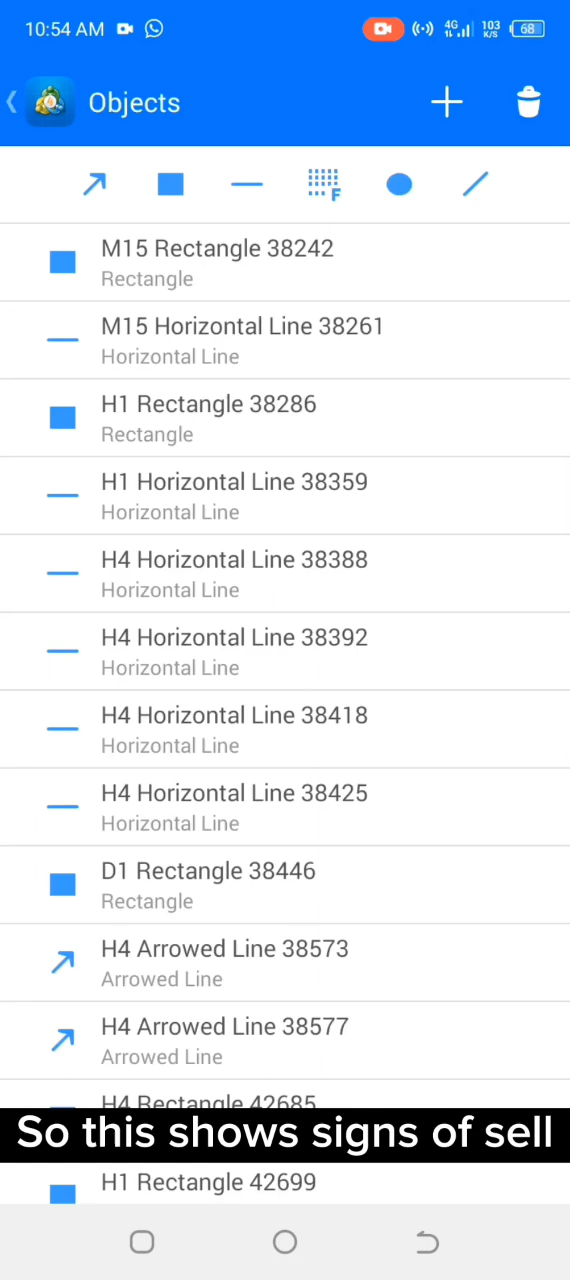 10:54 AM 4G 103 K/S 68
Objects
F
M15 Rectangle 38242
Rectangle
M15 Horizontal Line 38261
Horizontal Line
H1 Rectangle 38286
Rectangle
H1 Horizontal Line 38359
Horizontal Line
H4 Horizontal Line 38388
Horizontal Line
H4 Horizontal Line 38392
Horizontal Line
H4 Horizontal Line 38418
Horizontal Line
H4 Horizontal Line 38425
Horizontal Line
D1 Rectangle 38446
Rectangle
H4 Arrowed Line 38573
Arrowed Line
H4 Arrowed Line 38577
Arrowed Line
H4 Rectangle 42685
So this shows signs of sell
H1 Rectangle 42699